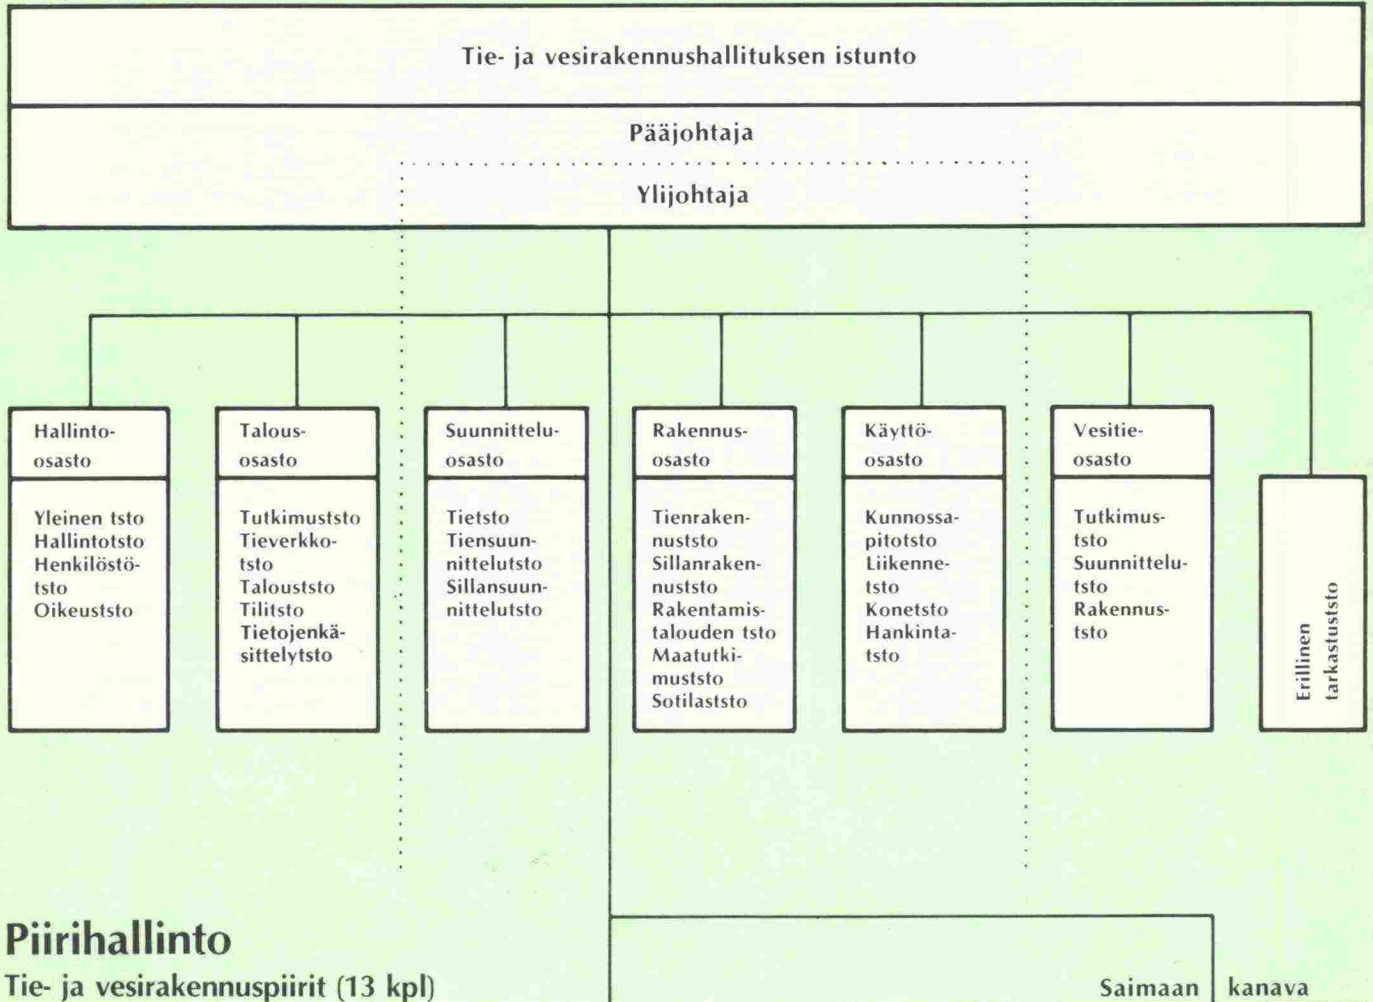 Tie- ja vesirakennushallituksen istunto
Pääjohtaja
Ylijohtaja
Hallinto-
osasto
Yleinen tsto
Hallintotsto
Henkilöstö-
tsto
Oikeuststo
Talous-
osasto
Tutkimuststo
Tieverkko-
tsto
Talouststo
Tilitsto
Tietojenkä-
sittelytsto
Suunnittelu-
osasto
Tietsto
Tiensuun-
nittelutsto
Sillansuun-
nittelutsto
Rakennus-
osasto
Tienraken-
nuststo
Sillanraken-
nuststo
Rakentamis-
talouden tsto
Maatutki-
muststo
Sotilaststo
Käyttö-
osasto
Kunnossa-
pitotsto
Liikenne-
tsto
Konetsto
Hankinta-
tsto
Vesitie-
osasto
Tutkimus-
tsto
Suunnittelu-
tsto
Rakennus-
tsto
Erillinen
tarkastuststo
Piirihallinto
Tie- ja vesirakennuspiirit (13 kpl)
Saimaan kanava